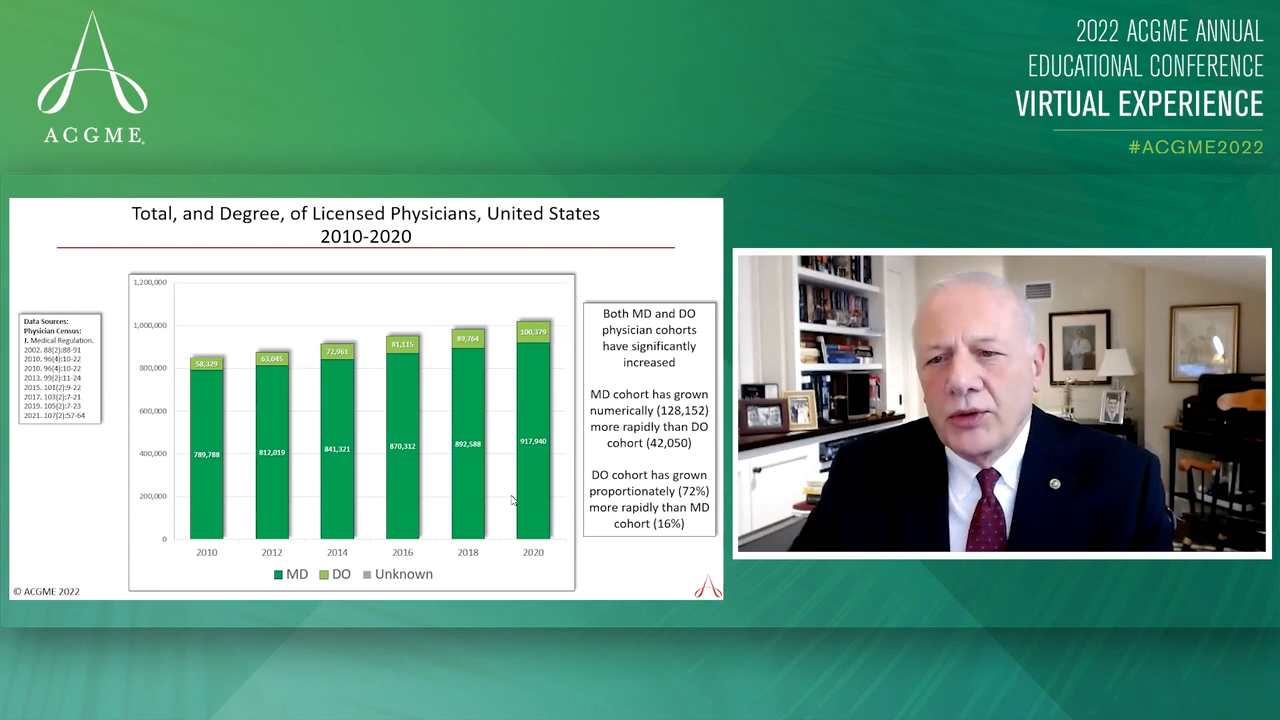 ACGME
2022 ACGME ANNUAL
EDUCATIONAL CONFERENCE
VIRTUAL EXPERIENCE
#ACGME2022
Total, and Degree, of Licensed Physicians, United States
2010-2020
Data Sources:
Physician Census:
J. Medical Regulation.
2002. 88(2):88-91
2010. 96(4):10-22
2010. 96(4):10-22
2013. 99(2):11-24
2015. 101(2):9-22
2017. 103(2):7-21
2019. 105(2):7-23
2021. 107(2):57-64
1,200,000
1,000,000
800,000
600,000
400,000
200,000
0
58,329
63,045
72,961
81,115
89,764
100,379
789,788
812,019
841,321
870,312
892,588
917,940
2010
2012
2014
2016
2018
2020
MD
DO
Unknown
Both MD and DO
physician cohorts
have significantly
increased
MD cohort has grown
numerically (128,152)
more rapidly than DO
cohort (42,050)
DO cohort has grown
proportionately (72%)
more rapidly than MD
cohort (16%)
© ACGME 2022